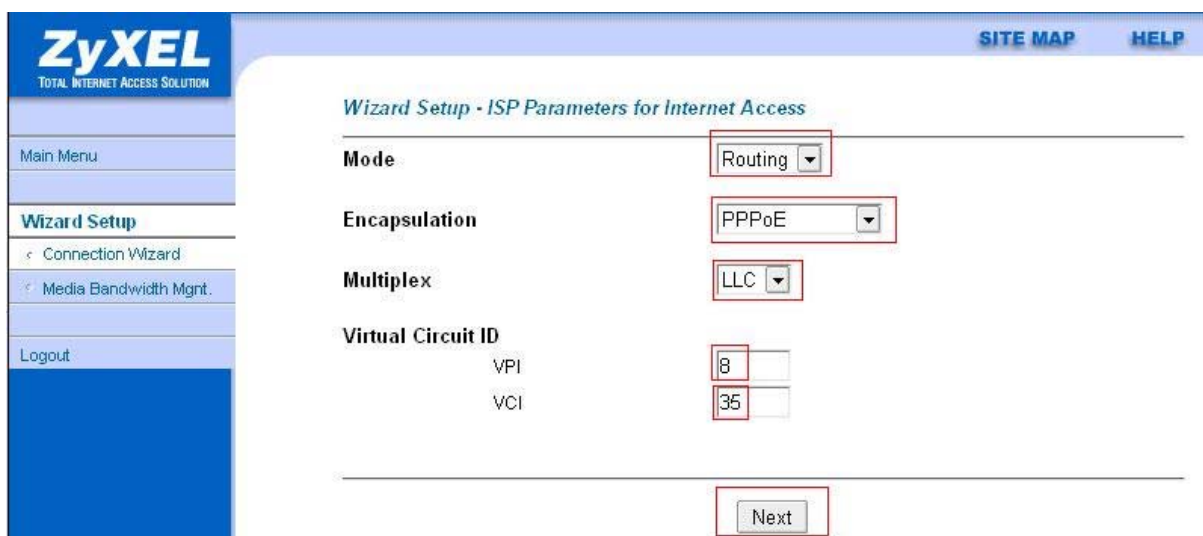 ZyXEL
TOTAL INTERNET ACCESS SOLUTION
SITE MAP HELP
Main Menu
Wizard Setup
Connection Wizard
Media Bandwidth Mgnt.
Logout
Wizard Setup - ISP Parameters for Internet Access
Mode Routing
Encapsulation PPPoE
Multiplex LLC
Virtual Circuit ID
VPI 8
VCI 35
Next